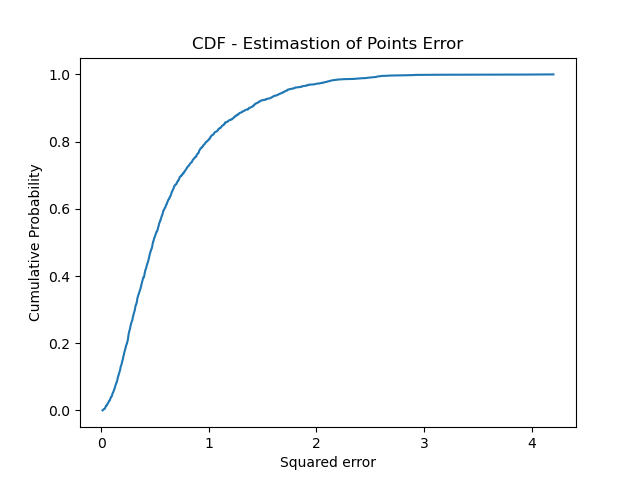 CDF - Estimastion of Points Error
1.0
0.8
0.6
0.4
0.2
0.0
Cumulative Probability
0 1 2 3 4
Squared error